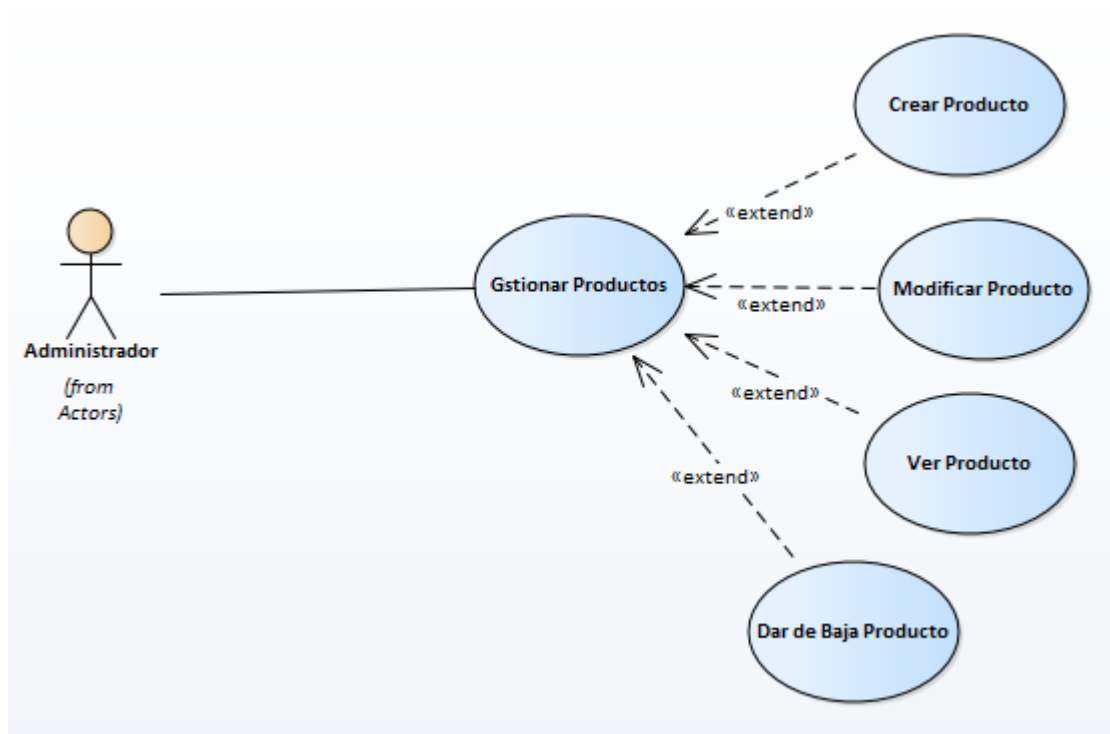 Crear Producto
«extend»
Gstionar Productos
Modificar Producto
«extend»
Administrador
(from
Actors)
«extend»
Ver Producto
«extend»
Dar de Baja Producto